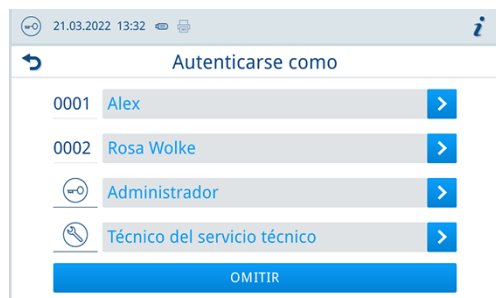 21.03.2022 13:32
i
Autenticarse como
0001 Alex
0002 Rosa Wolke
Administrador
Técnico del servicio técnico
OMITIR